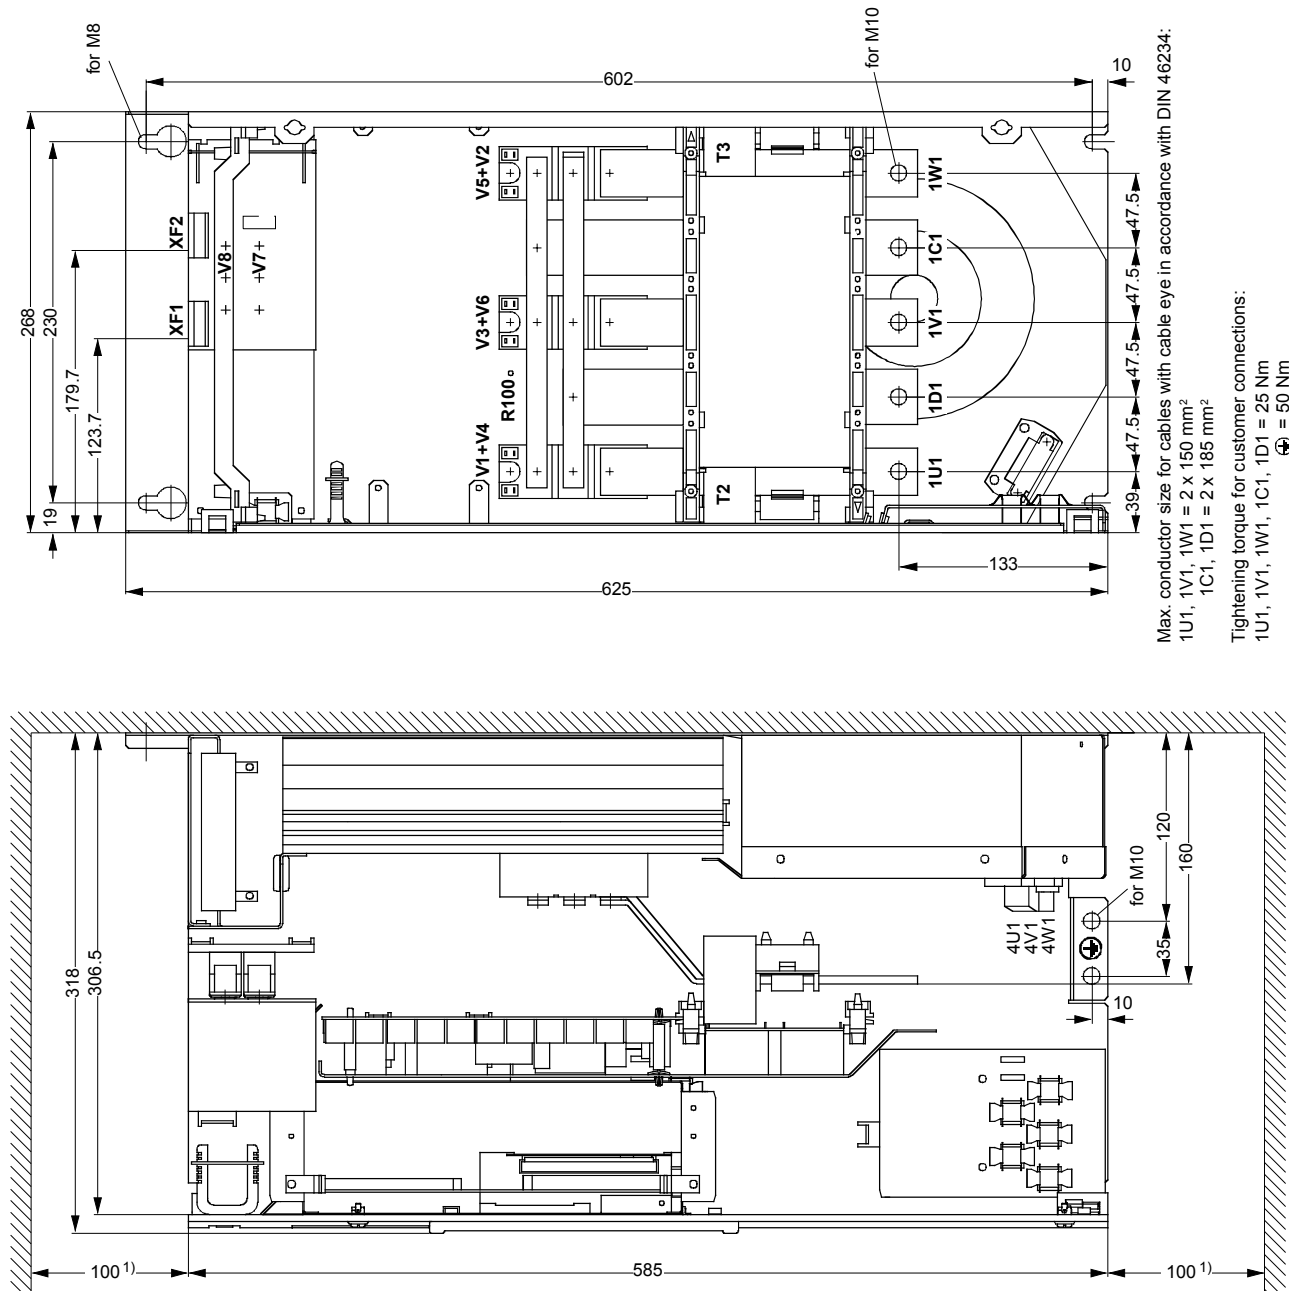 for M8
602
for M10
10
268
230
179.7
123.7
19
XF2
XF1
V8
V7
V5+V2
V3+V6
R100
V1+V4
T3
T2
1W1
1C1
1V1
1D1
1U1
47.5
47.5
47.5
47.5
39
133
625
Max. conductor size for cables with cable eye in accordance with DIN 46234:
1U1, 1V1, 1W1 = 2 x 150 mm²
1C1, 1D1 = 2 x 185 mm²
Tightening torque for customer connections:
1U1, 1V1, 1W1, 1C1, 1D1 = 25 Nm
= 50 Nm
318
306.5
4U1
4V1
4W1
for M10
120
160
35
10
100 1)
585
100 1)